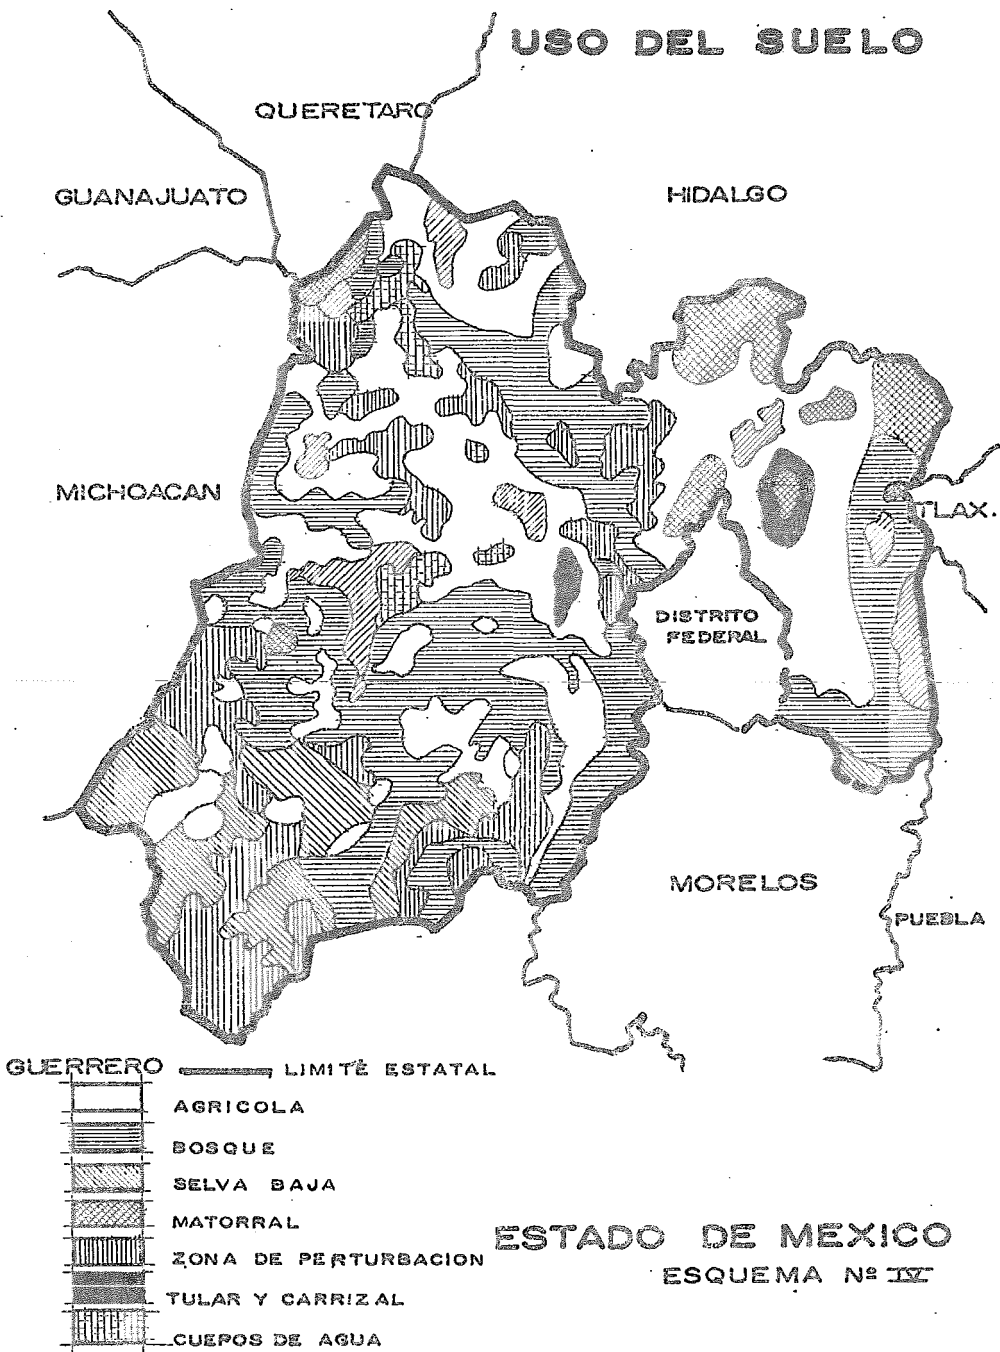 USO DEL SUELO
QUERETARO
GUANAJUATO
HIDALGO
MICHOACAN
TLAX.
DISTRITO
FEDERAL
MORELOS
PUEBLA
GUERRERO
LIMITÉ ESTATAL
AGRICOLA
BOSQUE
SELVA BAJA
MATORRAL
ZONA DE PERTURBACION
TULAR Y CARRIZAL
CUEPOS DE AGUA
ESTADO DE MEXICO
ESQUEMA Nº IV